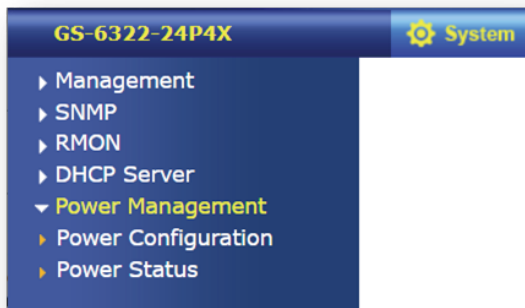 GS-6322-24P4X
System
Management
SNMP
RMON
DHCP Server
Power Management
Power Configuration
Power Status